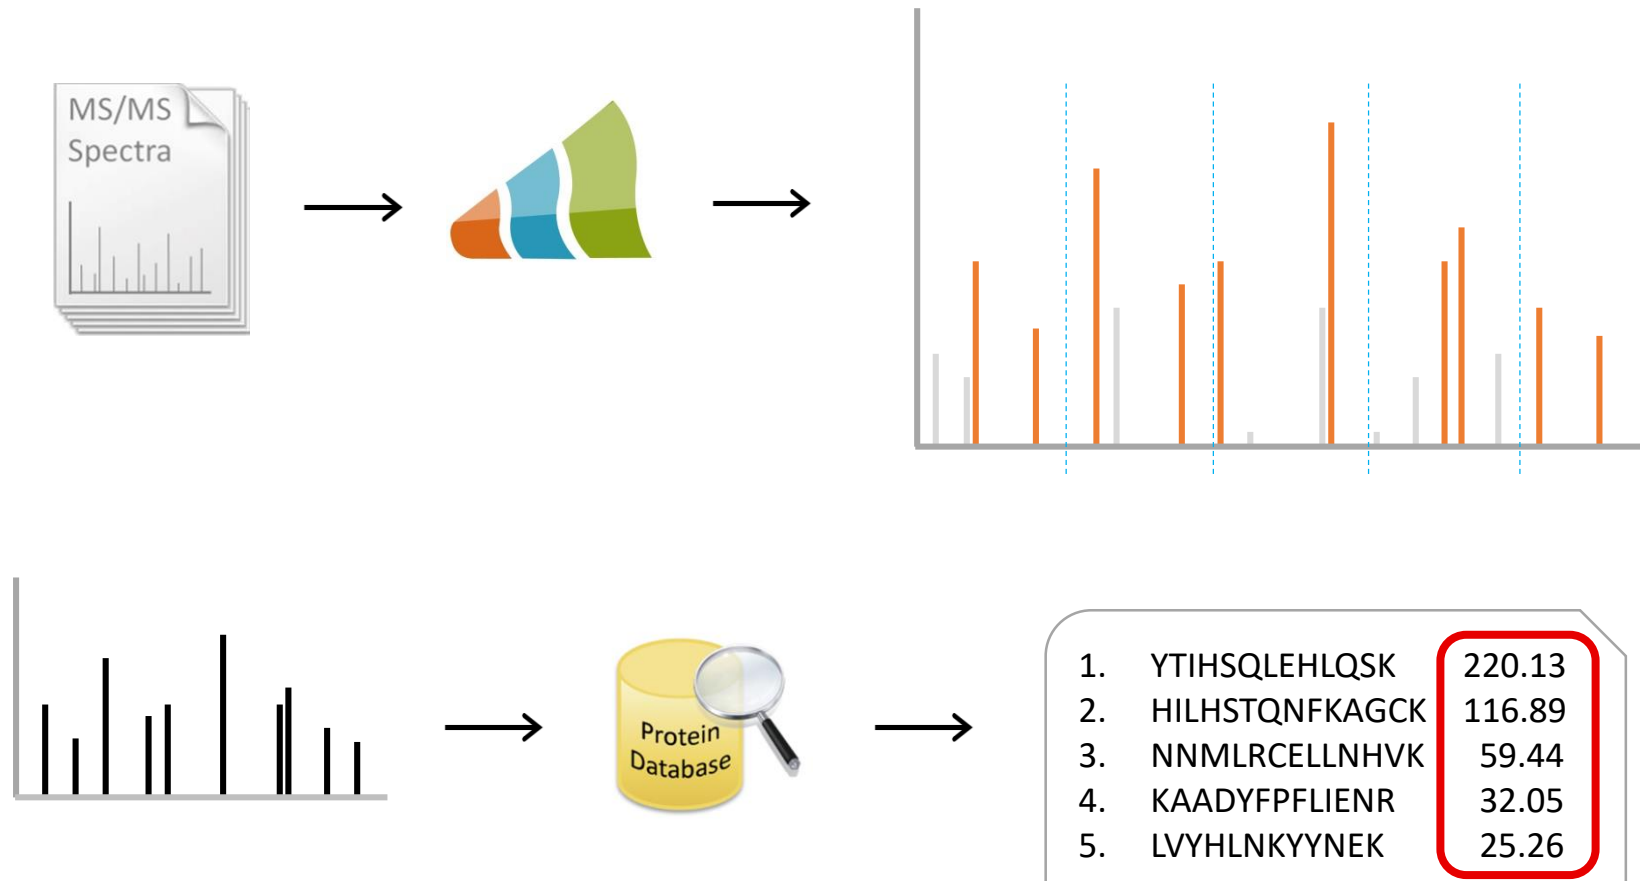 MS/MS
Spectra
Protein
Database
1. YTIHSQLEHLQSK 220.13
2. HILHSTQNFKAGCK 116.89
3. NNMLRCELLNHVK 59.44
4. KAADYFPFLIENR 32.05
5. LVYHLNKYYNEK 25.26